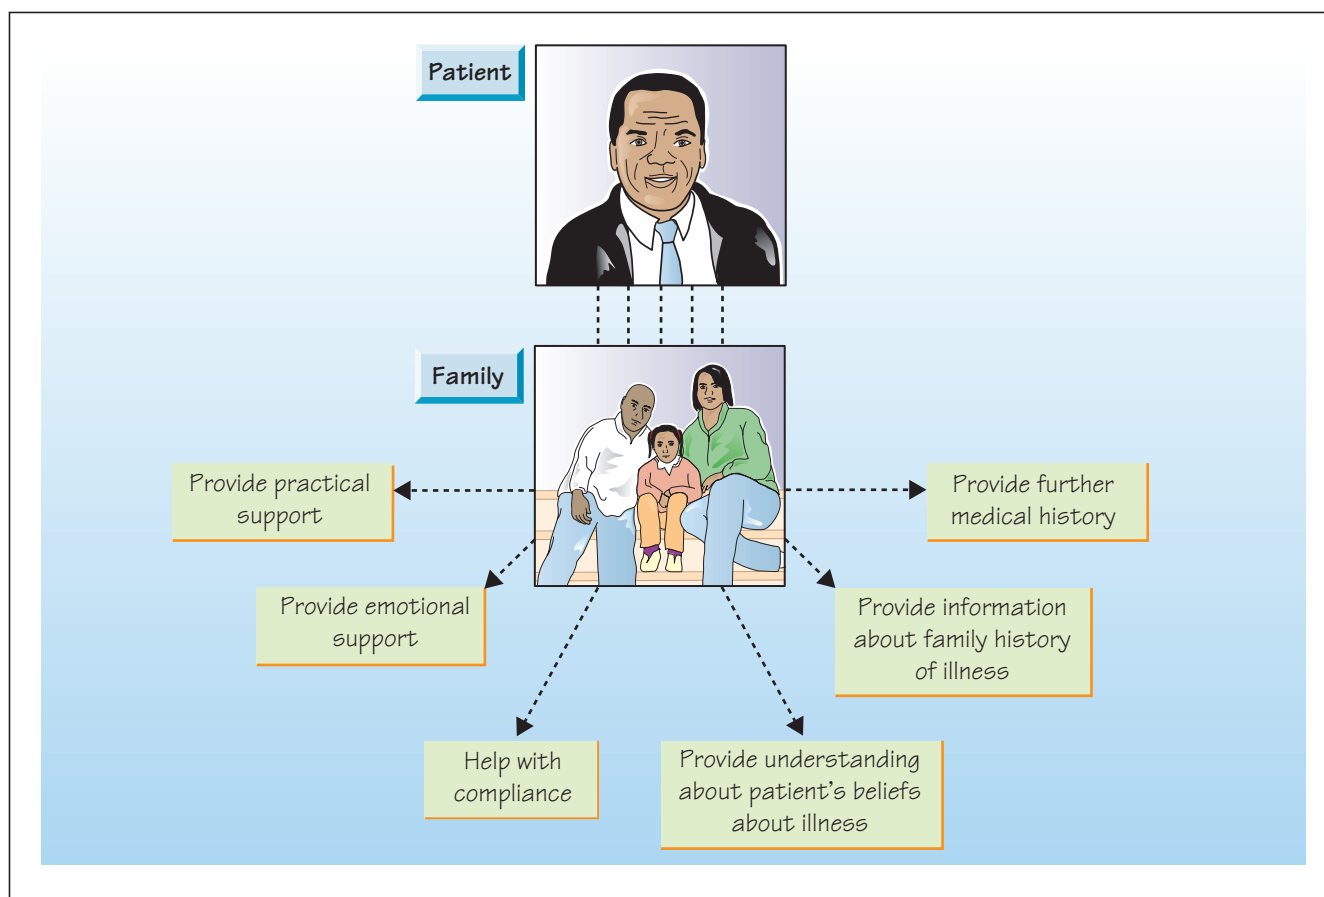 Patient
Family
Provide practical
support
Provide further
medical history
Provide emotional
support
Provide information
about family history
of illness
Help with
compliance
Provide understanding
about patient's beliefs
about illness